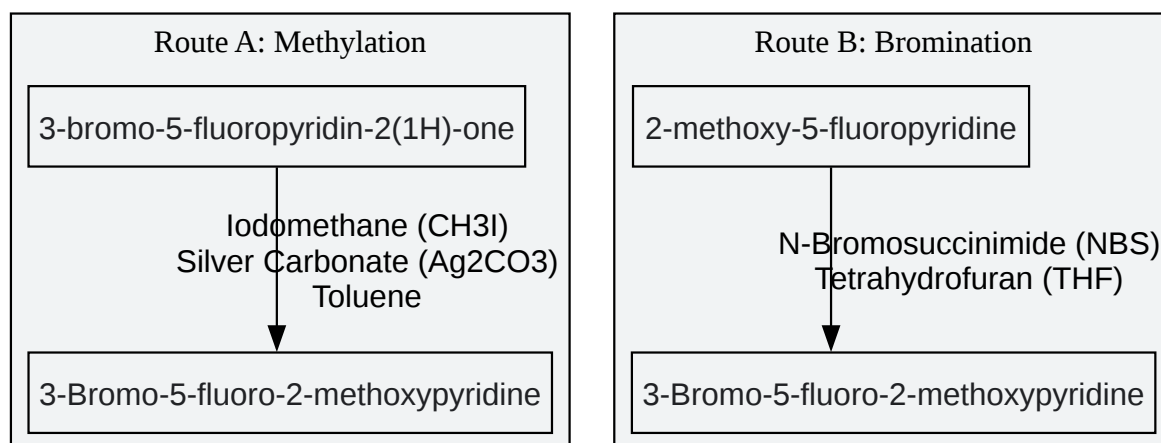 Route A: Methylation
3-bromo-5-fluoropyridin-2(1H)-one
Iodomethane (CH3I)
Silver Carbonate (Ag2CO3)
Toluene
3-Bromo-5-fluoro-2-methoxypyridine
Route B: Bromination
2-methoxy-5-fluoropyridine
N-Bromosuccinimide (NBS)
Tetrahydrofuran (THF)
3-Bromo-5-fluoro-2-methoxypyridine